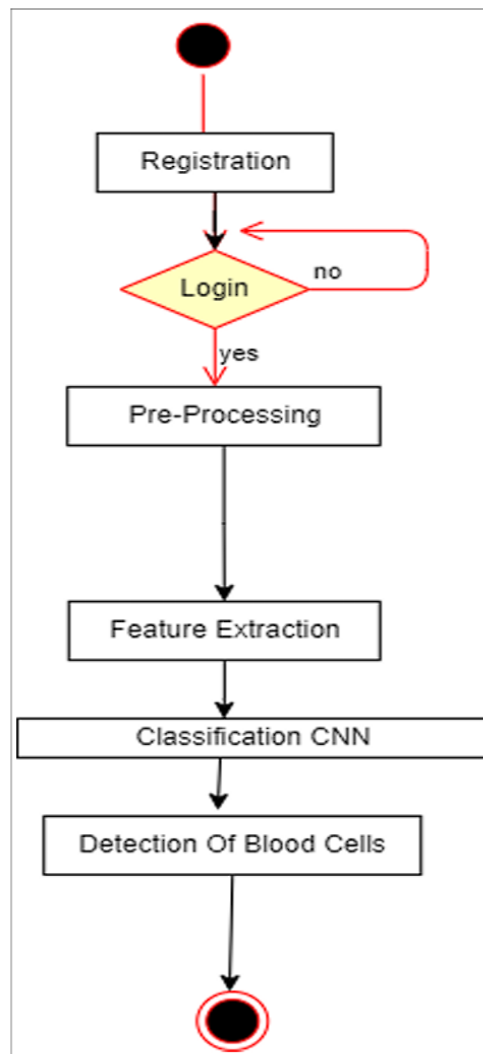 Registration
Login
no
yes
Pre-Processing
Feature Extraction
Classification CNN
Detection Of Blood Cells